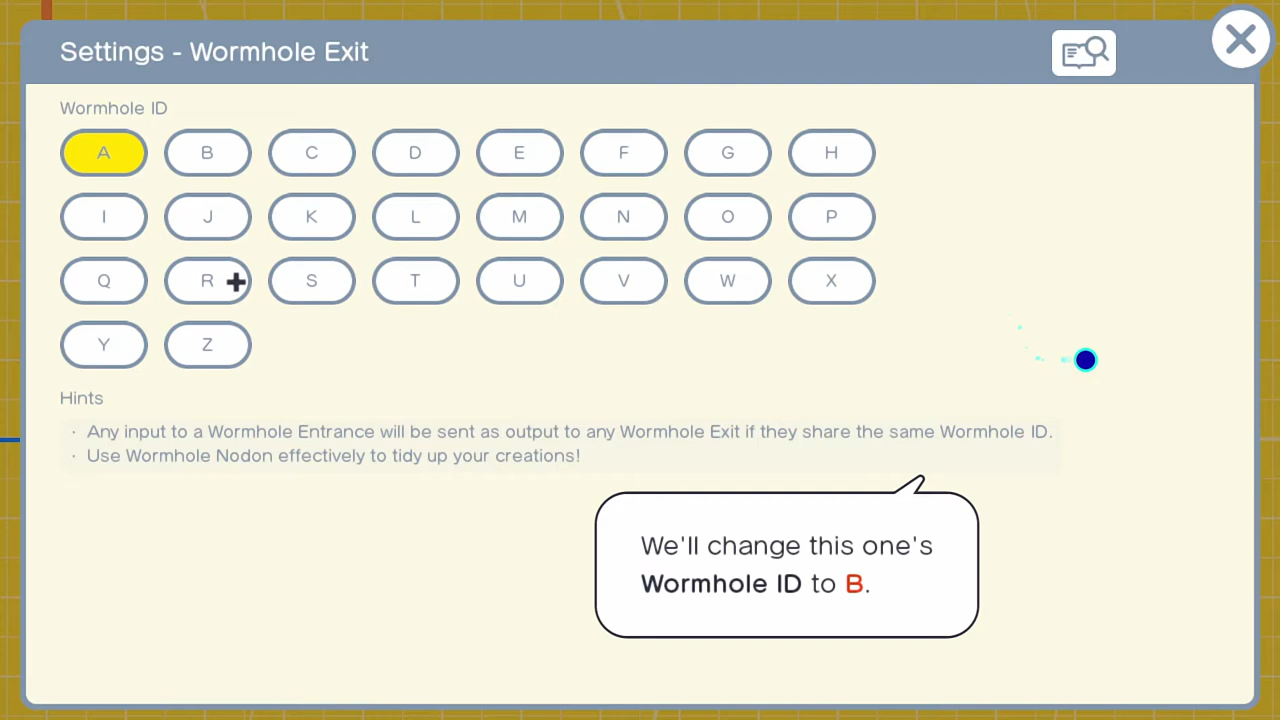 Settings - Wormhole Exit
Wormhole ID
A B C D E F G H
I J K L M N O P
Q R S T U V W X
Y Z
Hints
· Any input to a Wormhole Entrance will be sent as output to any Wormhole Exit if they share the same Wormhole ID.
· Use Wormhole Nodon effectively to tidy up your creations!
We'll change this one's
Wormhole ID to B.